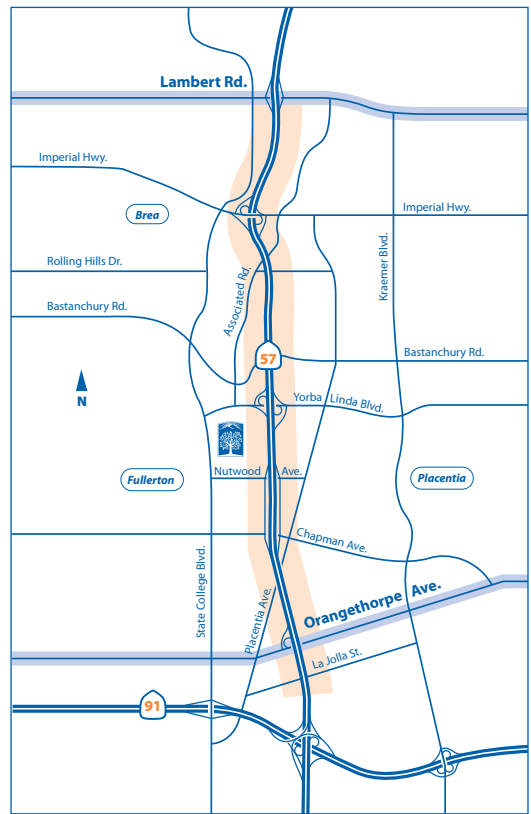 Lambert Rd.
Imperial Hwy.
Brea
Imperial Hwy.
Kraemer Blvd.
Rolling Hills Dr.
Associated Rd.
Bastanchury Rd.
57
Bastanchury Rd.
N
Yorba Linda Blvd.
Fullerton
Nutwood Ave.
Placentia
Chapman Ave.
State College Blvd.
Placentia Ave.
Orangethorpe Ave.
La Jolla St.
91